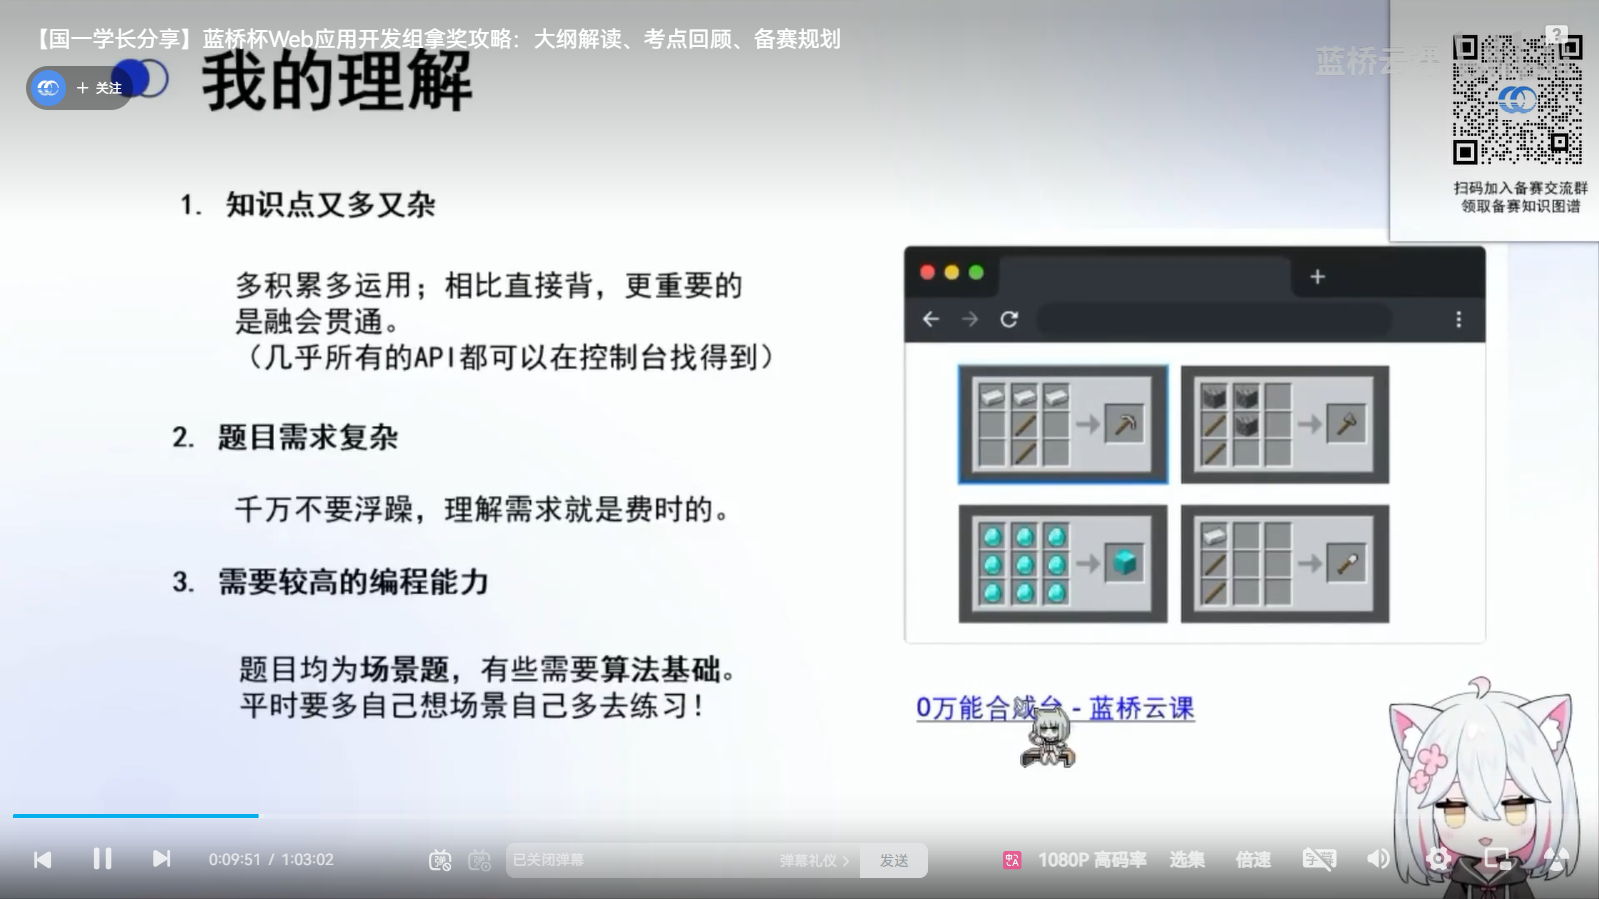 【国一学长分享】蓝桥杯Web应用开发组拿奖攻略：大纲解读、考点回顾、备赛规划
+ 关注
我的理解
蓝桥云
扫码加入备赛交流群
领取备赛知识图谱
1. 知识点又多又杂
多积累多运用；相比直接背，更重要的
是融会贯通。
（几乎所有的API都可以在控制台找得到）
2. 题目需求复杂
千万不要浮躁，理解需求就是费时的。
3. 需要较高的编程能力
题目均为场景题，有些需要算法基础。
平时要多自己想场景自己多去练习！
0万能合成台 - 蓝桥云课
0:09:51 / 1:03:02
已关闭弹幕
弹幕礼仪 >
发送
1080P 高码率
选集
倍速
字幕